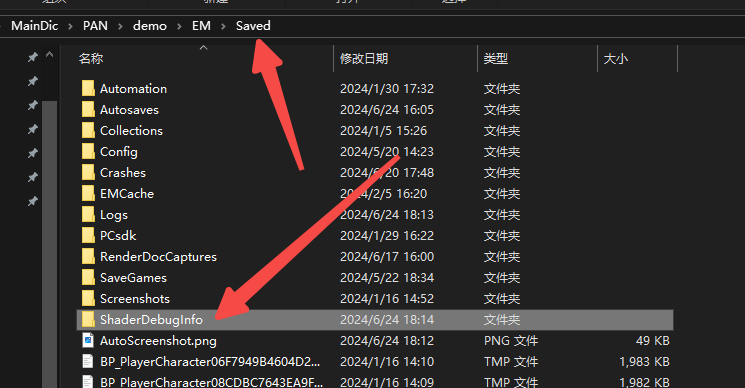 MainDic > PAN > demo > EM > Saved
名称 修改日期 类型 大小
Automation 2024/1/30 17:32 文件夹
Autosaves 2024/6/24 16:05 文件夹
Collections 2024/1/5 15:26 文件夹
Config 2024/5/20 14:23 文件夹
Crashes 2024/6/20 17:48 文件夹
EMCache 2024/2/5 16:20 文件夹
Logs 2024/6/24 18:13 文件夹
PCsdk 2024/1/29 16:22 文件夹
RenderDocCaptures 2024/6/17 16:00 文件夹
SaveGames 2024/5/22 18:34 文件夹
Screenshots 2024/1/16 14:52 文件夹
ShaderDebugInfo 2024/6/24 18:14 文件夹
AutoScreenshot.png 2024/6/24 18:12 PNG 文件 49 KB
BP_PlayerCharacter06F7949B4604D2... 2024/1/16 14:10 TMP 文件 1,983 KB
BP_PlayerCharacter08CDBC7643EA9F... 2024/1/16 14:09 TMP 文件 1,982 KB